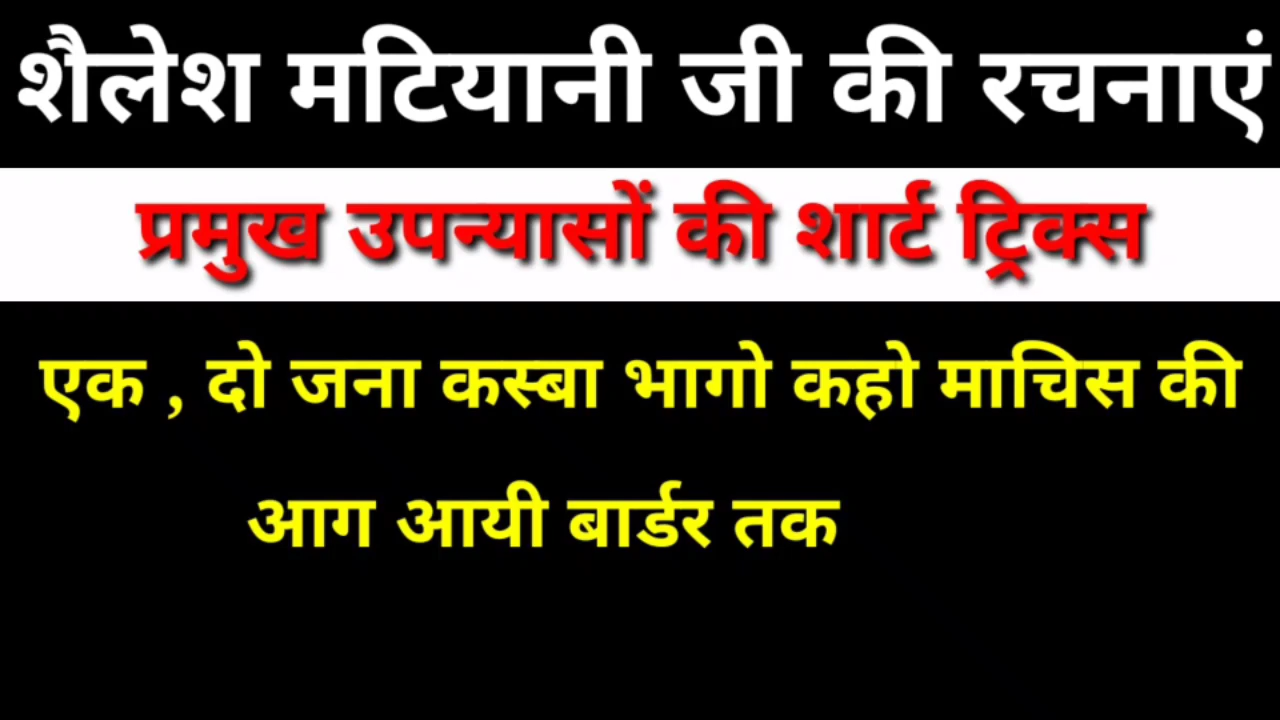 शैलेश मटियानी जी की रचनाएं
प्रमुख उपन्यासों की शार्ट ट्रिक्स
एक , दो जना कस्बा भागो कहो माचिस की
आग आयी बार्डर तक